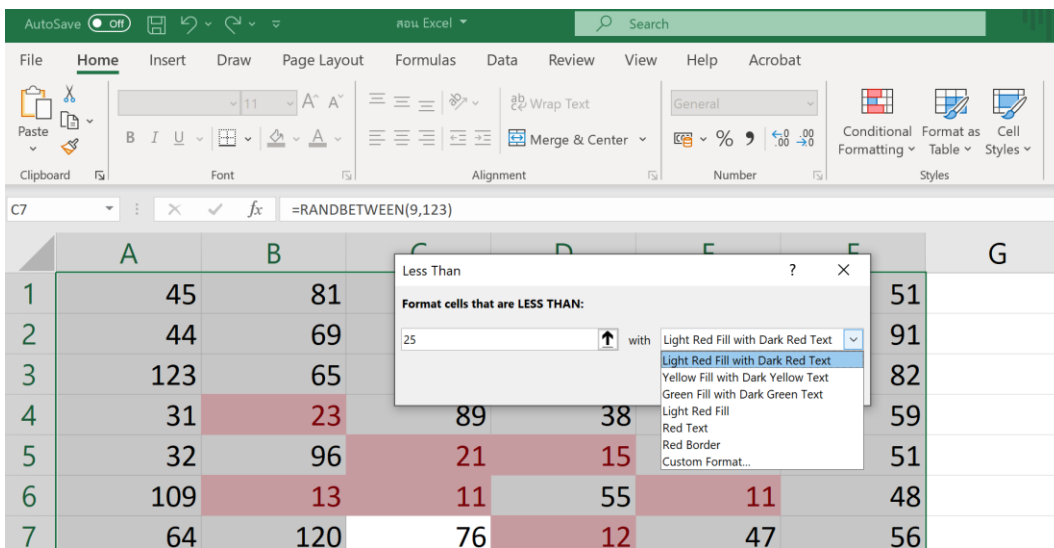 AutoSave Off สอน Excel Search
File Home Insert Draw Page Layout Formulas Data Review View Help Acrobat
11 A^ A˅ ab Wrap Text General
Paste B I U A Merge & Center % 9 .00 .00 Conditional Formatting Format as Table Cell Styles
Clipboard Font Alignment Number Styles
C7 fx =RANDBETWEEN(9,123)
A B C D E F G
Less Than ? X
Format cells that are LESS THAN:
25 with Light Red Fill with Dark Red Text
Light Red Fill with Dark Red Text
Yellow Fill with Dark Yellow Text
Green Fill with Dark Green Text
Light Red Fill
Red Text
Red Border
Custom Format...
1 45 81 51
2 44 69 91
3 123 65 82
4 31 23 89 38 59
5 32 96 21 15 51
6 109 13 11 55 11 48
7 64 120 76 12 47 56